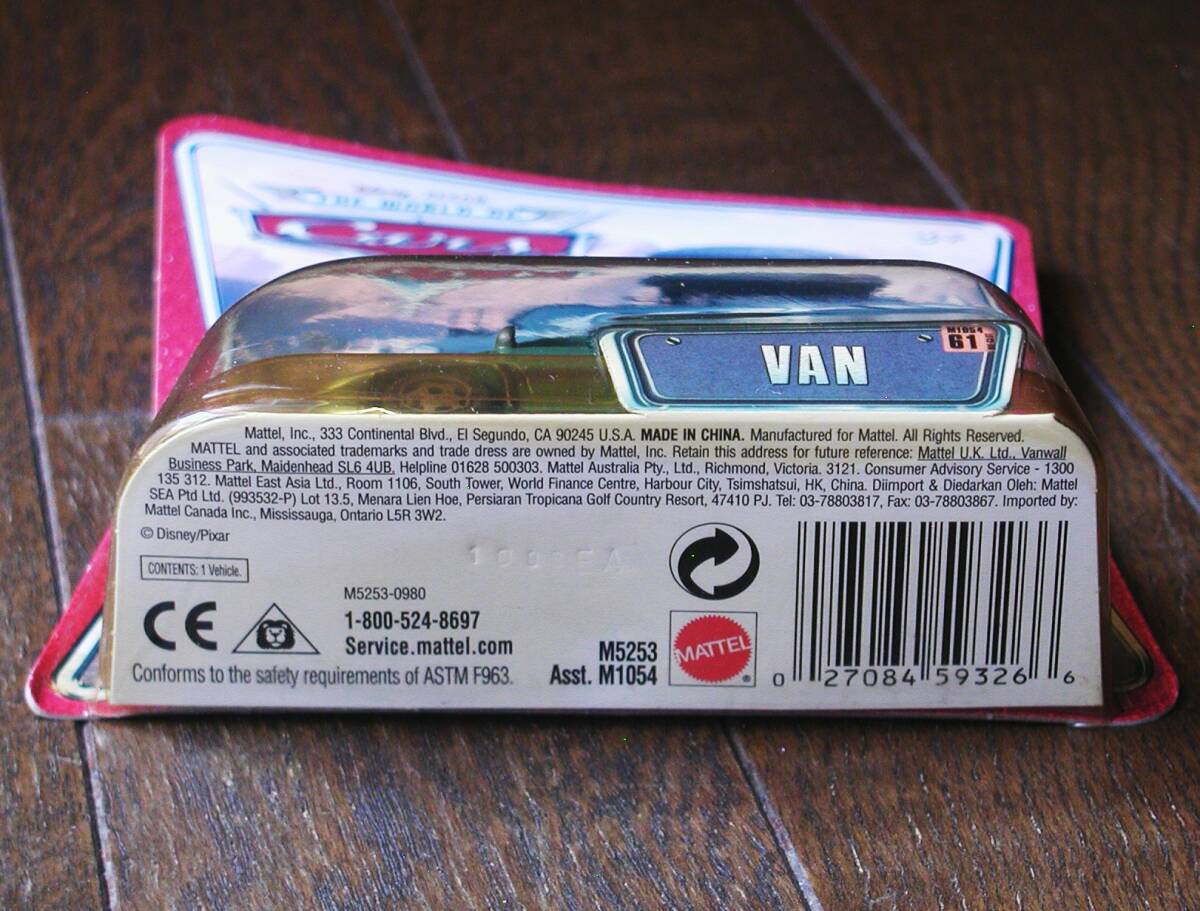 THE WORLD OF
Cars
M1054
61
VAN
Mattel, Inc., 333 Continental Blvd., El Segundo, CA 90245 U.S.A. MADE IN CHINA. Manufactured for Mattel. All Rights Reserved.
MATTEL and associated trademarks and trade dress are owned by Mattel, Inc. Retain this address for future reference: Mattel U.K. Ltd., Vanwall
Business Park, Maidenhead SL6 4UB. Helpline 01628 500303. Mattel Australia Pty., Ltd., Richmond, Victoria. 3121. Consumer Advisory Service - 1300
135 312. Mattel East Asia Ltd., Room 1106, South Tower, World Finance Centre, Harbour City, Tsimshatsui, HK, China. Diimport & Diedarkan Oleh: Mattel
SEA Ptd Ltd. (993532-P) Lot 13.5, Menara Lien Hoe, Persiaran Tropicana Golf Country Resort, 47410 PJ. Tel: 03-78803817, Fax: 03-78803867. Imported by:
Mattel Canada Inc., Mississauga, Ontario L5R 3W2.
© Disney/Pixar
CONTENTS: 1 Vehicle.
CE
M5253-0980
1-800-524-8697
Service.mattel.com
Conforms to the safety requirements of ASTM F963.
M5253
Asst. M1054
MATTEL
®
0 27084 59326 6